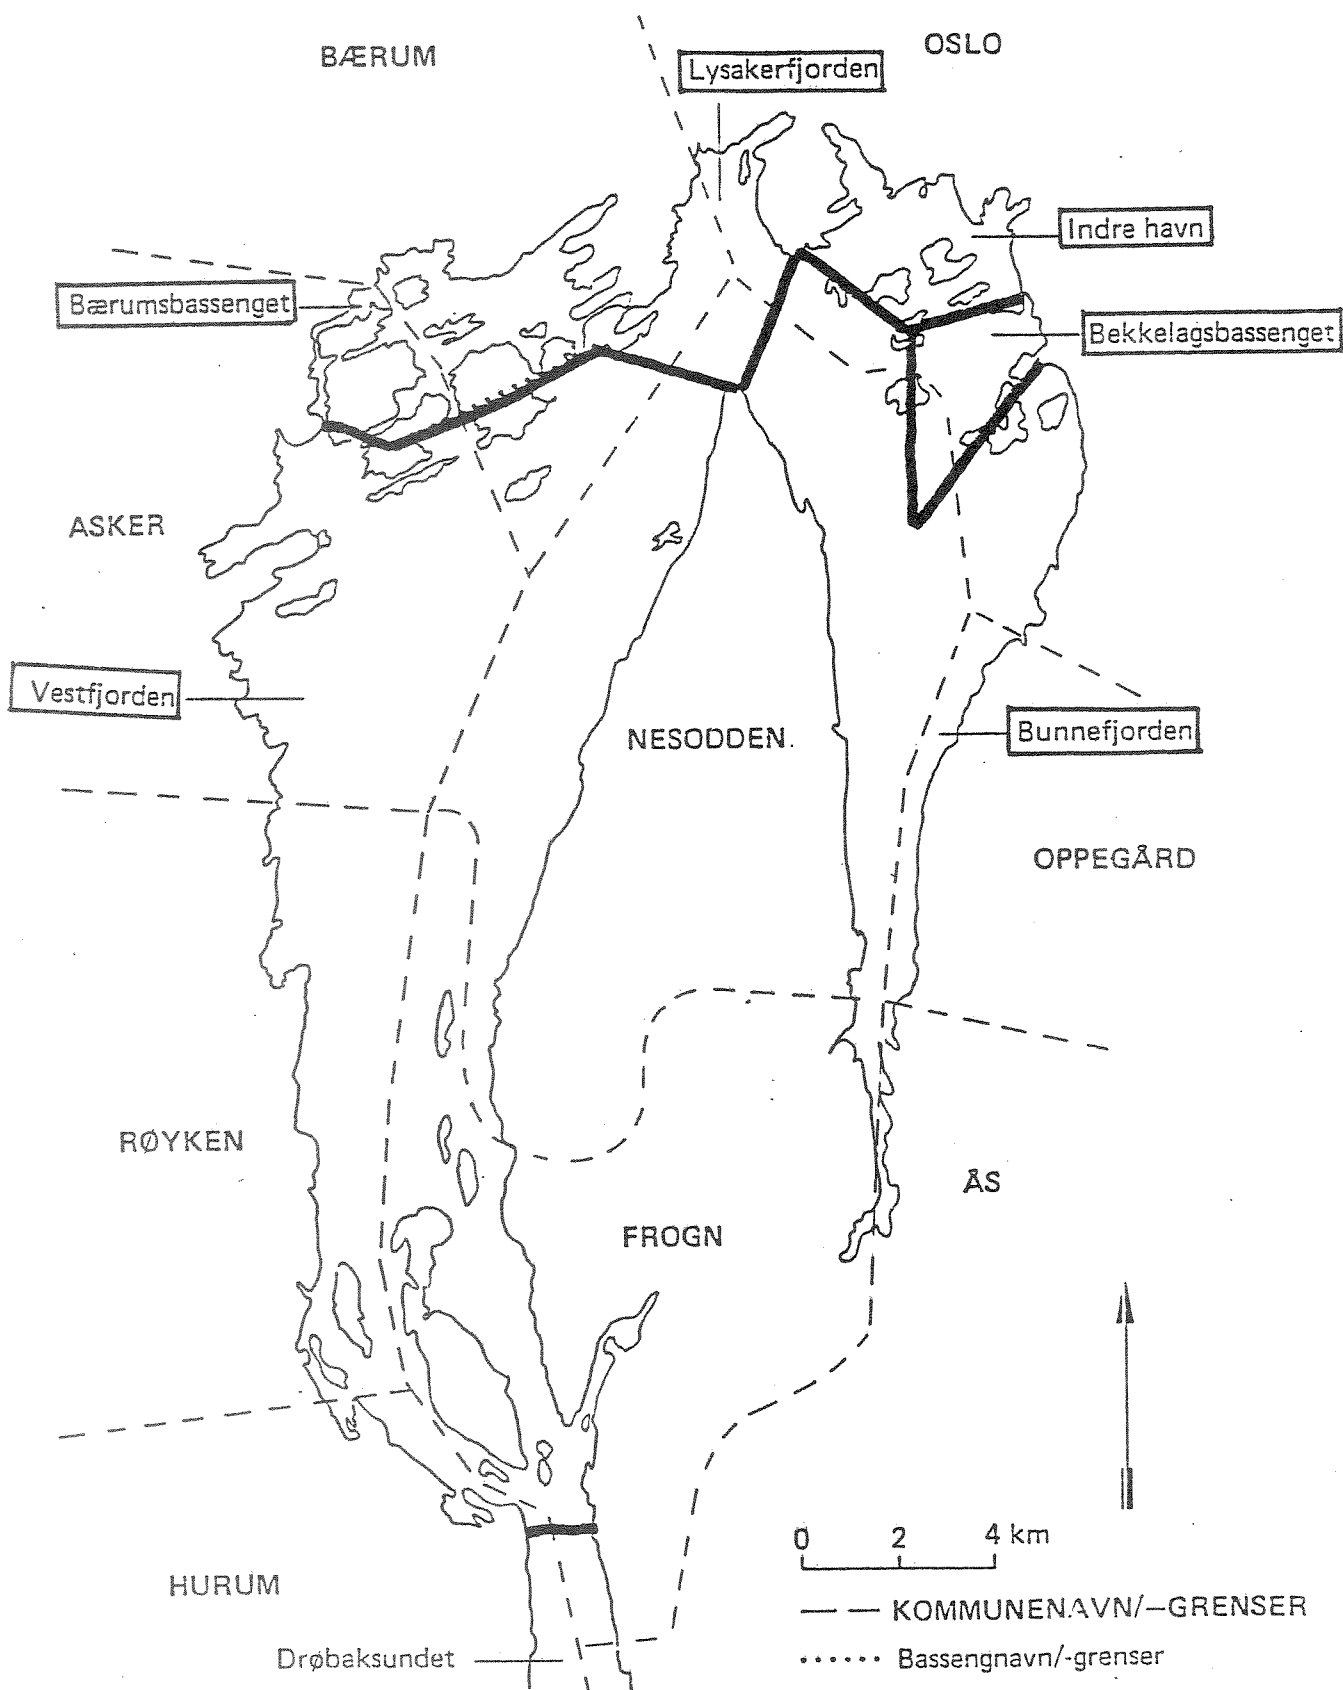 BÆRUM
OSLO
Lysakerfjorden
Indre havn
Bærumsbassenget
Bekkelagsbassenget
ASKER
Vestfjorden
NESODDEN
Bunnefjorden
OPPEGÅRD
RØYKEN
ÅS
FROGN
0 2 4 km
HURUM
KOMMUNENAVN/-GRENSER
Drøbaksundet
Bassengnavn/-grenser